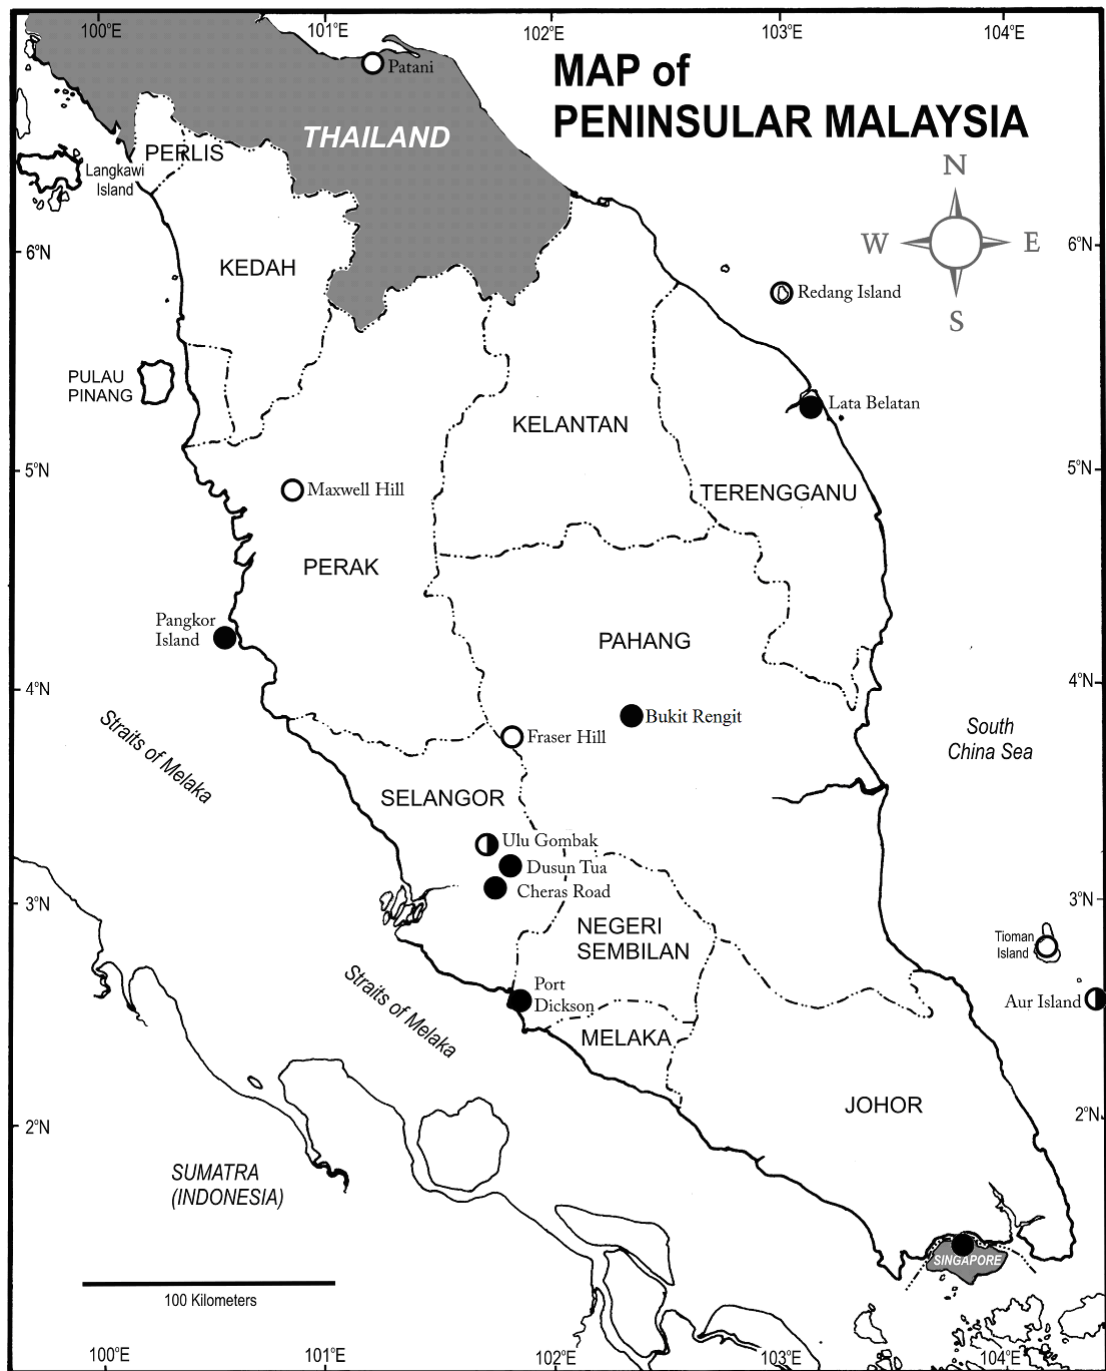 100°E
101°E
102°E
103°E
104°E
MAP of
PENINSULAR MALAYSIA
Patani
THAILAND
PERLIS
Langkawi
Island
N
W
E
S
6°N
6°N
KEDAH
Redang Island
PULAU
PINANG
Lata Belatan
KELANTAN
5°N
5°N
Maxwell Hill
TERENGGANU
PERAK
Pangkor
Island
PAHANG
4°N
4°N
Bukit Rengit
Straits of Melaka
Fraser Hill
South
China Sea
SELANGOR
Ulu Gombak
Dusun Tua
Cheras Road
3°N
3°N
NEGERI
SEMBILAN
Tioman
Island
Straits of Melaka
Port
Dickson
Aur Island
MELAKA
JOHOR
2°N
2°N
SUMATRA
(INDONESIA)
SINGAPORE
100 Kilometers
100°E
101°E
102°E
103°E
104°E